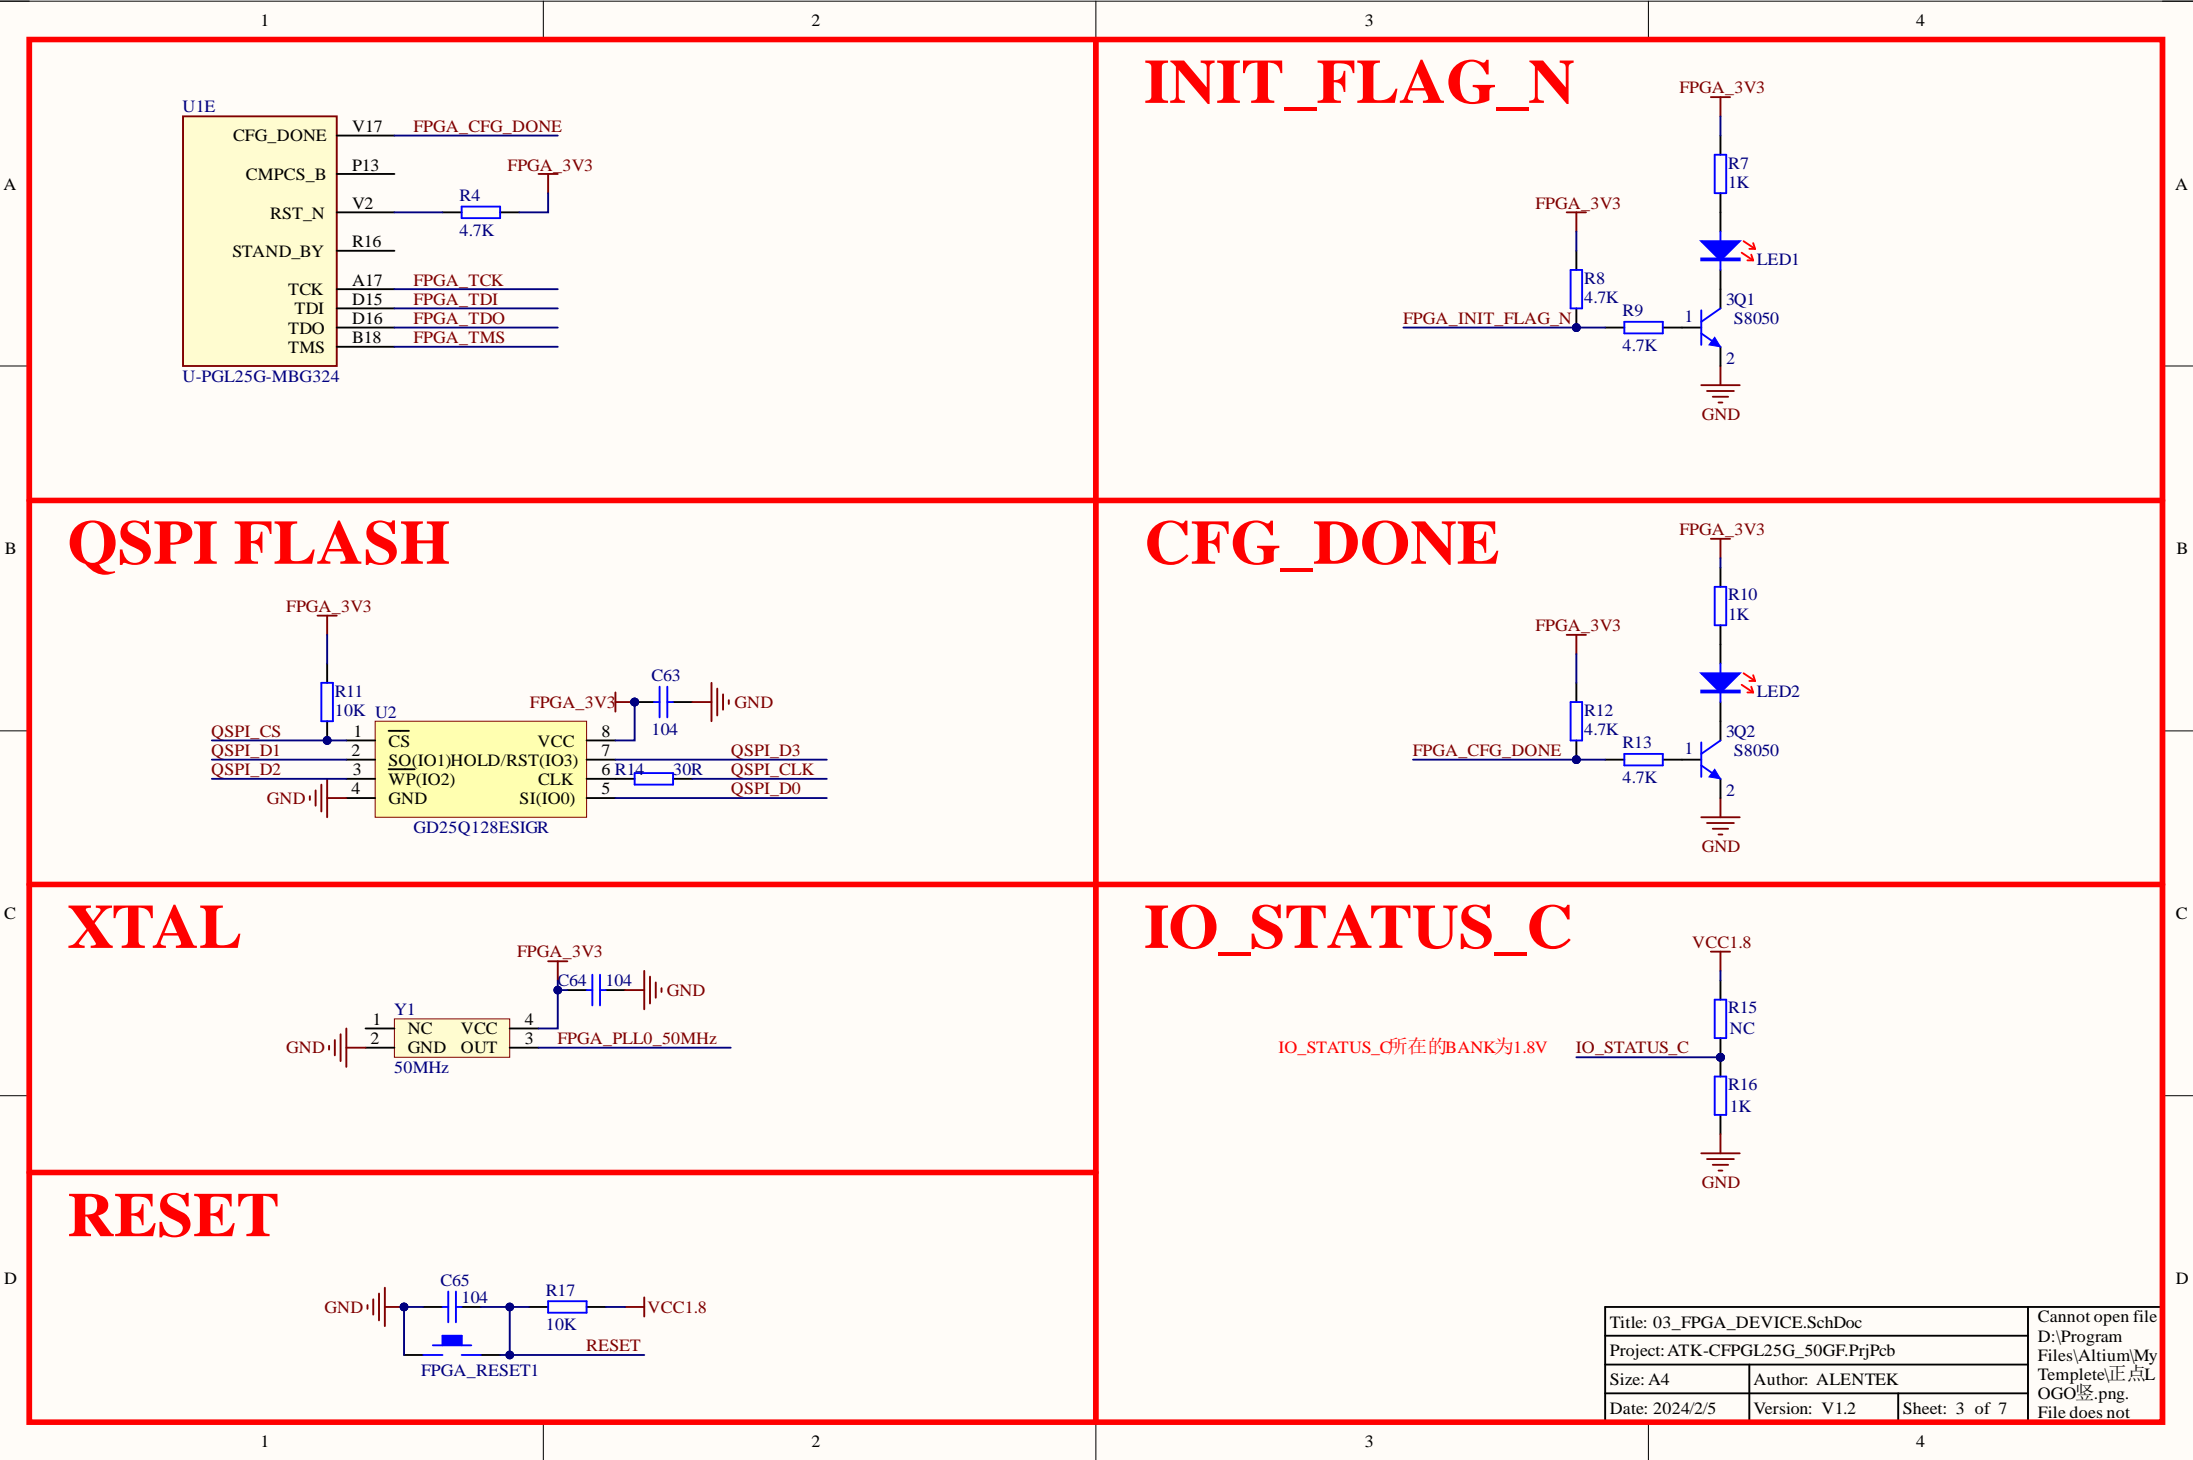 1 2 3 4
A
B
C
D
A
B
C
D
1 2 3 4
U1E
CFG_DONE V17 FPGA_CFG_DONE
CMPCS_B P13
FPGA_3V3
RST_N V2 R4
4.7K
STAND_BY R16
TCK A17 FPGA_TCK
TDI D15 FPGA_TDI
TDO D16 FPGA_TDO
TMS B18 FPGA_TMS
U-PGL25G-MBG324
INIT_FLAG_N
FPGA_3V3
R7
1K
FPGA_3V3
LED1
R8
4.7K
FPGA_INIT_FLAG_N
R9
4.7K
1
3Q1
S8050
2
GND
QSPI FLASH
FPGA_3V3
R11
10K
U2
FPGA_3V3
C63
104
GND
QSPI_CS 1 CS VCC 8
QSPI_D1 2 SO(IO1)HOLD/RST(IO3) 7 QSPI_D3
QSPI_D2 3 WP(IO2) CLK 6 R14 30R QSPI_CLK
GND 4 GND SI(IO0) 5 QSPI_D0
GD25Q128ESIGR
CFG_DONE
FPGA_3V3
R10
1K
FPGA_3V3
LED2
R12
4.7K
FPGA_CFG_DONE
R13
4.7K
1
3Q2
S8050
2
GND
XTAL
FPGA_3V3
C64 104 GND
Y1
1 NC VCC 4
GND 2 GND OUT 3 FPGA_PLL0_50MHz
50MHz
IO_STATUS_C
VCC1.8
R15
NC
IO_STATUS_C所在的BANK为1.8V IO_STATUS_C
R16
1K
GND
RESET
C65
104
GND
R17
10K
VCC1.8
RESET
FPGA_RESET1
Title: 03_FPGA_DEVICE.SchDoc
Project: ATK-CFPGL25G_50GF.PrjPcb
Size: A4 Author: ALENTEK
Date: 2024/2/5 Version: V1.2 Sheet: 3 of 7
Cannot open file
D:\Program
Files\Altium\My
Templete\正点L
OGO竖.png.
File does not